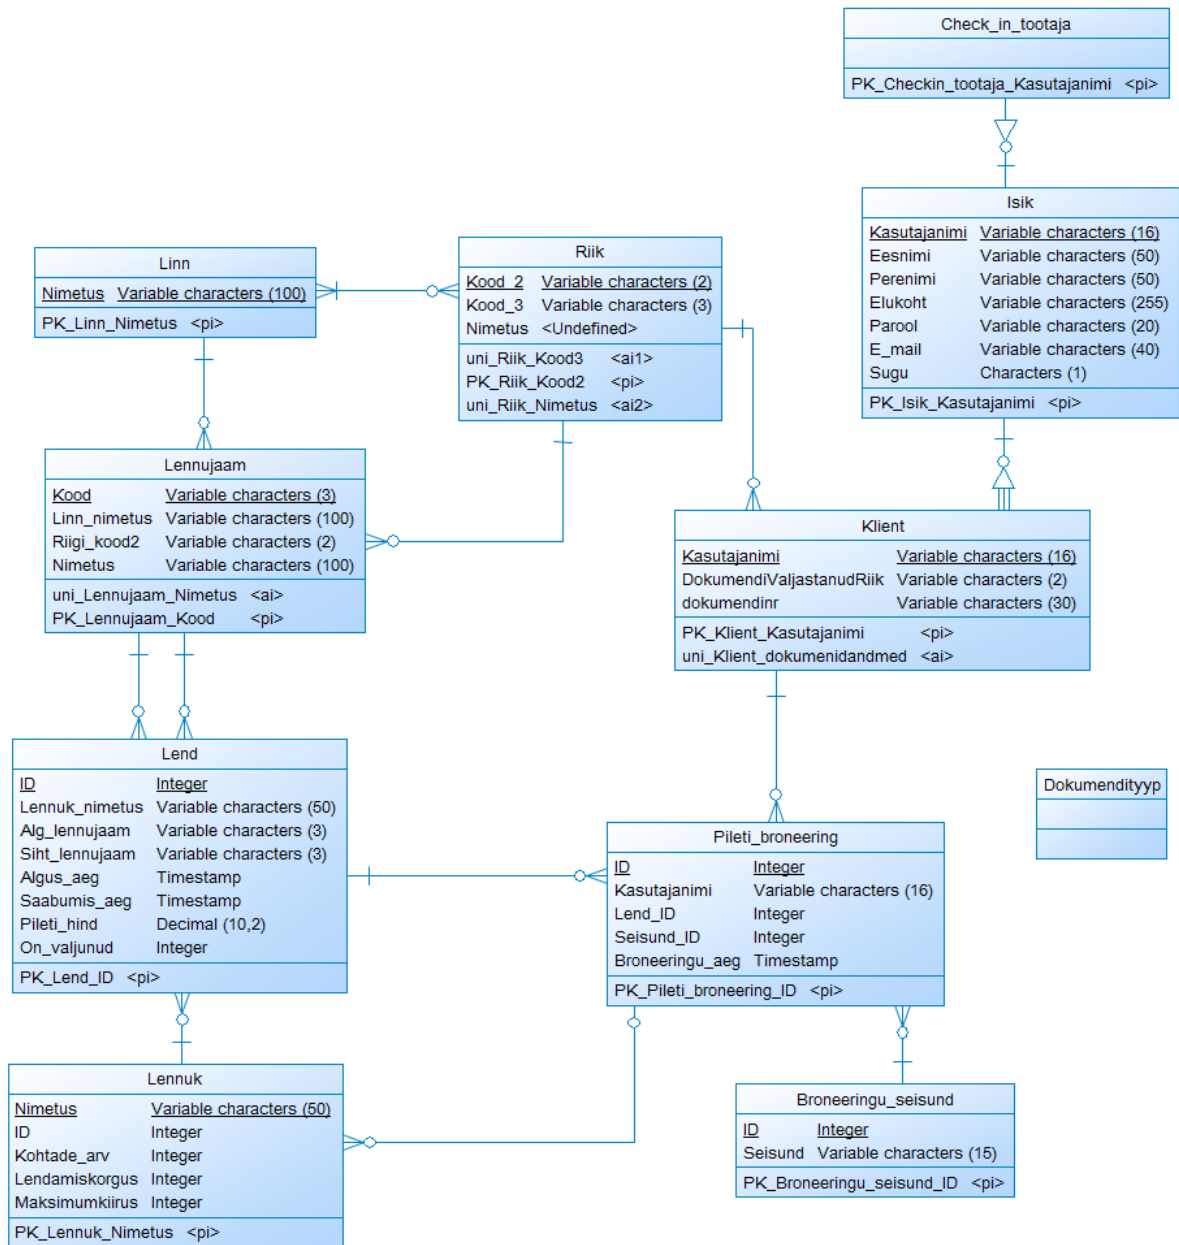 Check_in_tootaja
PK_Checkin_tootaja_Kasutajanimi <pi>
Isik
Kasutajanimi Variable characters (16)
Eesnimi Variable characters (50)
Perenimi Variable characters (50)
Elukoht Variable characters (255)
Parool Variable characters (20)
E_mail Variable characters (40)
Sugu Characters (1)
PK_Isik_Kasutajanimi <pi>
Linn
Nimetus Variable characters (100)
PK_Linn_Nimetus <pi>
Riik
Kood_2 Variable characters (2)
Kood_3 Variable characters (3)
Nimetus <Undefined>
uni_Riik_Kood3 <ai1>
PK_Riik_Kood2 <pi>
uni_Riik_Nimetus <ai2>
Lennujaam
Kood Variable characters (3)
Linn_nimetus Variable characters (100)
Riigi_kood2 Variable characters (2)
Nimetus Variable characters (100)
uni_Lennujaam_Nimetus <ai>
PK_Lennujaam_Kood <pi>
Klient
Kasutajanimi Variable characters (16)
DokumendiValjastanudRiik Variable characters (2)
dokumendinr Variable characters (30)
PK_Klient_Kasutajanimi <pi>
uni_Klient_dokumenidandmed <ai>
Lend
ID Integer
Lennuk_nimetus Variable characters (50)
Alg_lennujaam Variable characters (3)
Siht_lennujaam Variable characters (3)
Algus_aeg Timestamp
Saabumis_aeg Timestamp
Pileti_hind Decimal (10,2)
On_valjunud Integer
PK_Lend_ID <pi>
Dokumendityyp
Pileti_broneering
ID Integer
Kasutajanimi Variable characters (16)
Lend_ID Integer
Seisund_ID Integer
Broneeringu_aeg Timestamp
PK_Pileti_broneering_ID <pi>
Lennuk
Nimetus Variable characters (50)
ID Integer
Kohtade_arv Integer
Lendamiskorgus Integer
Maksimumkiirus Integer
PK_Lennuk_Nimetus <pi>
Broneeringu_seisund
ID Integer
Seisund Variable characters (15)
PK_Broneeringu_seisund_ID <pi>